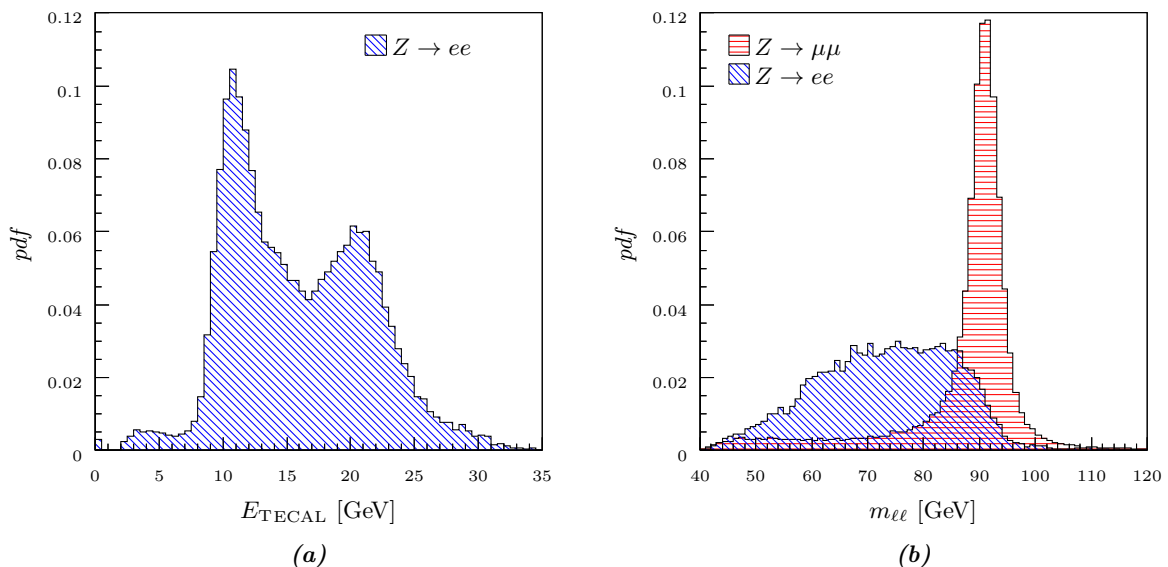 0.12
0.1
0.08
0.06
0.04
0.02
0
pdf
Z → ee
0 5 10 15 20 25 30 35
E_TECAL [GeV]
(a)
0.12
0.1
0.08
0.06
0.04
0.02
0
pdf
Z → μμ
Z → ee
40 50 60 70 80 90 100 110 120
m_ℓℓ [GeV]
(b)